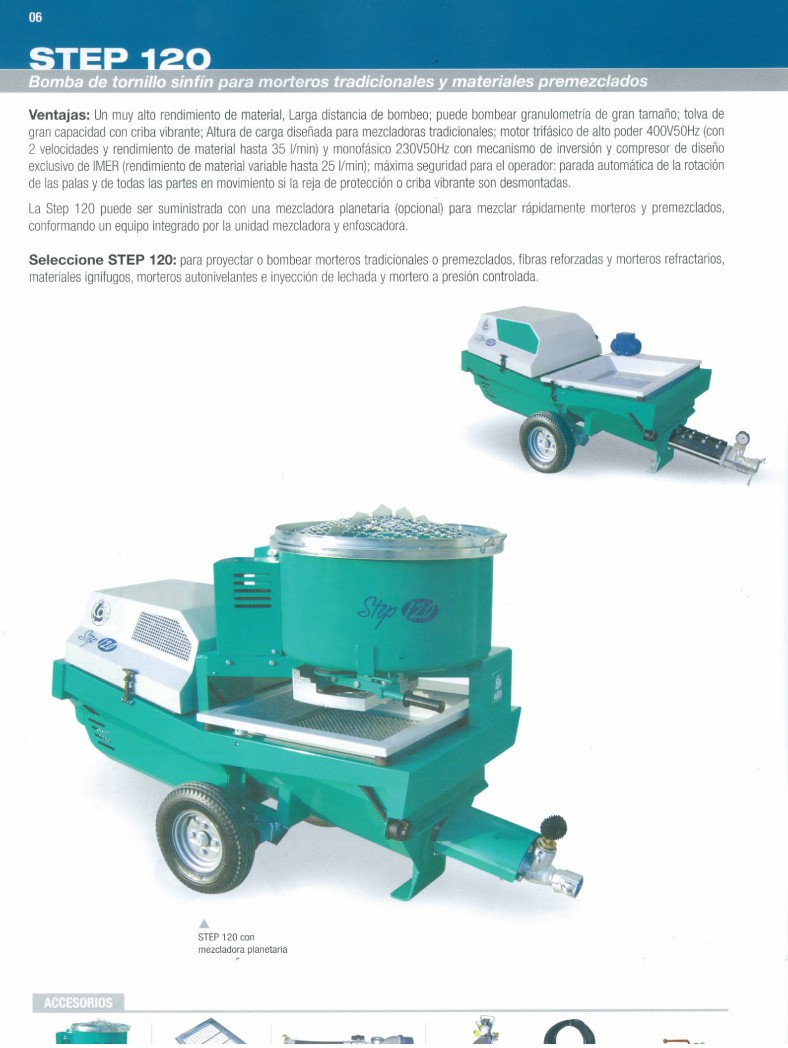 06
STEP 120
Bomba de tornillo sinfín para morteros tradicionales y materiales premezclados
Ventajas: Un muy alto rendimiento de material, Larga distancia de bombeo; puede bombear granulometría de gran tamaño; tolva de
gran capacidad con criba vibrante; Altura de carga diseñada para mezcladoras tradicionales; motor trifásico de alto poder 400V50Hz (con
2 velocidades y rendimiento de material hasta 35 l/min) y monofásico 230V50Hz con mecanismo de inversión y compresor de diseño
exclusivo de IMER (rendimiento de material variable hasta 25 l/min); máxima seguridad para el operador: parada automática de la rotación
de las palas y de todas las partes en movimiento si la reja de protección o criba vibrante son desmontadas.
La Step 120 puede ser suministrada con una mezcladora planetaria (opcional) para mezclar rápidamente morteros y premezclados,
conformando un equipo integrado por la unidad mezcladora y enfoscadora.
Seleccione STEP 120: para proyectar o bombear morteros tradicionales o premezclados, fibras reforzadas y morteros refractarios,
materiales ignífugos, morteros autonivelantes e inyección de lechada y mortero a presión controlada.
Step 120
Step 120
IMER
STEP 120 con
mezcladora planetaria
ACCESORIOS